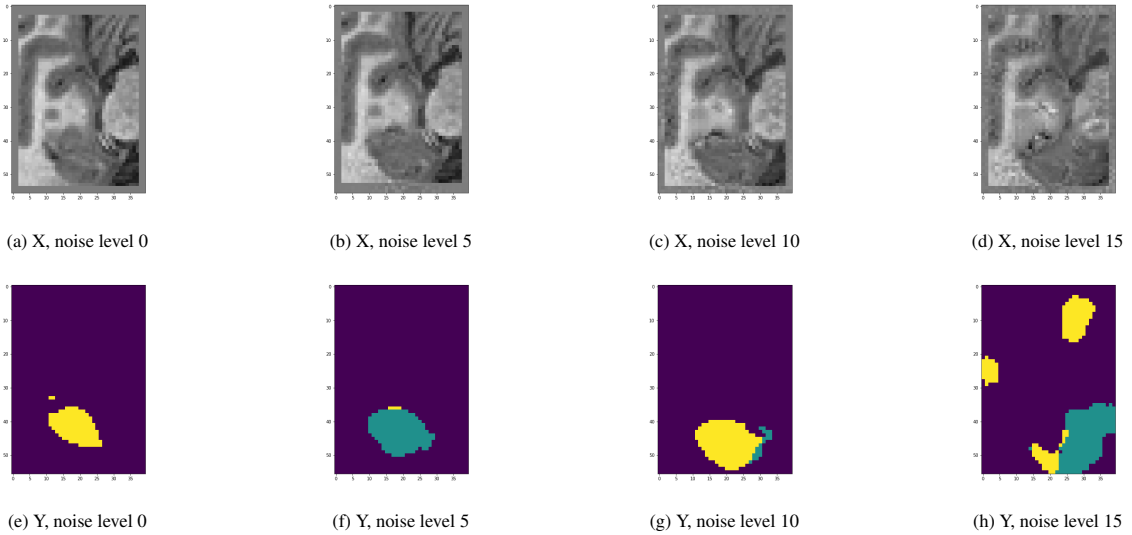 (a) X, noise level 0
(b) X, noise level 5
(c) X, noise level 10
(d) X, noise level 15
(e) Y, noise level 0
(f) Y, noise level 5
(g) Y, noise level 10
(h) Y, noise level 15